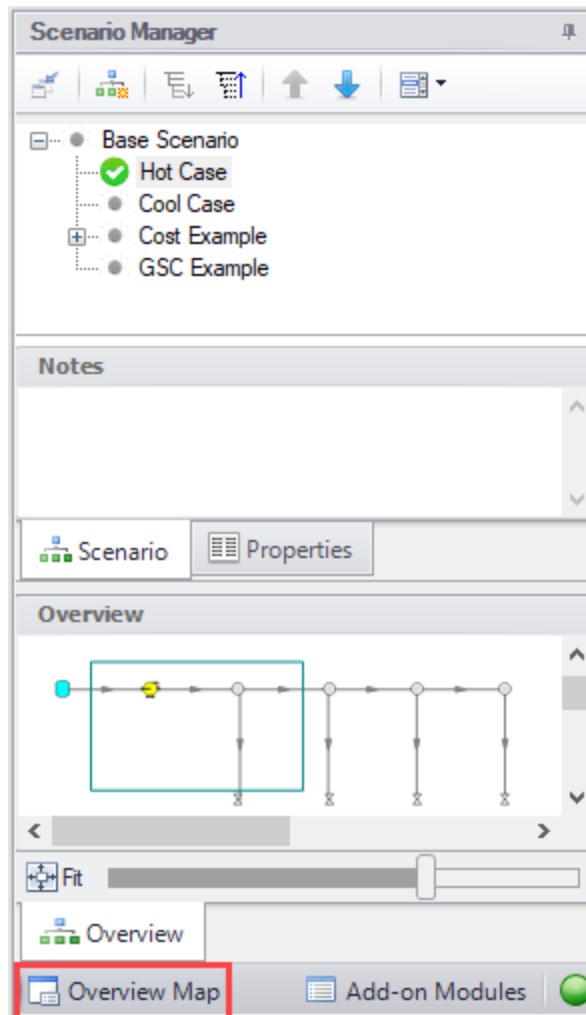 Scenario Manager
Base Scenario
Hot Case
Cool Case
Cost Example
GSC Example
Notes
Scenario Properties
Overview
Fit
Overview
Overview Map Add-on Modules